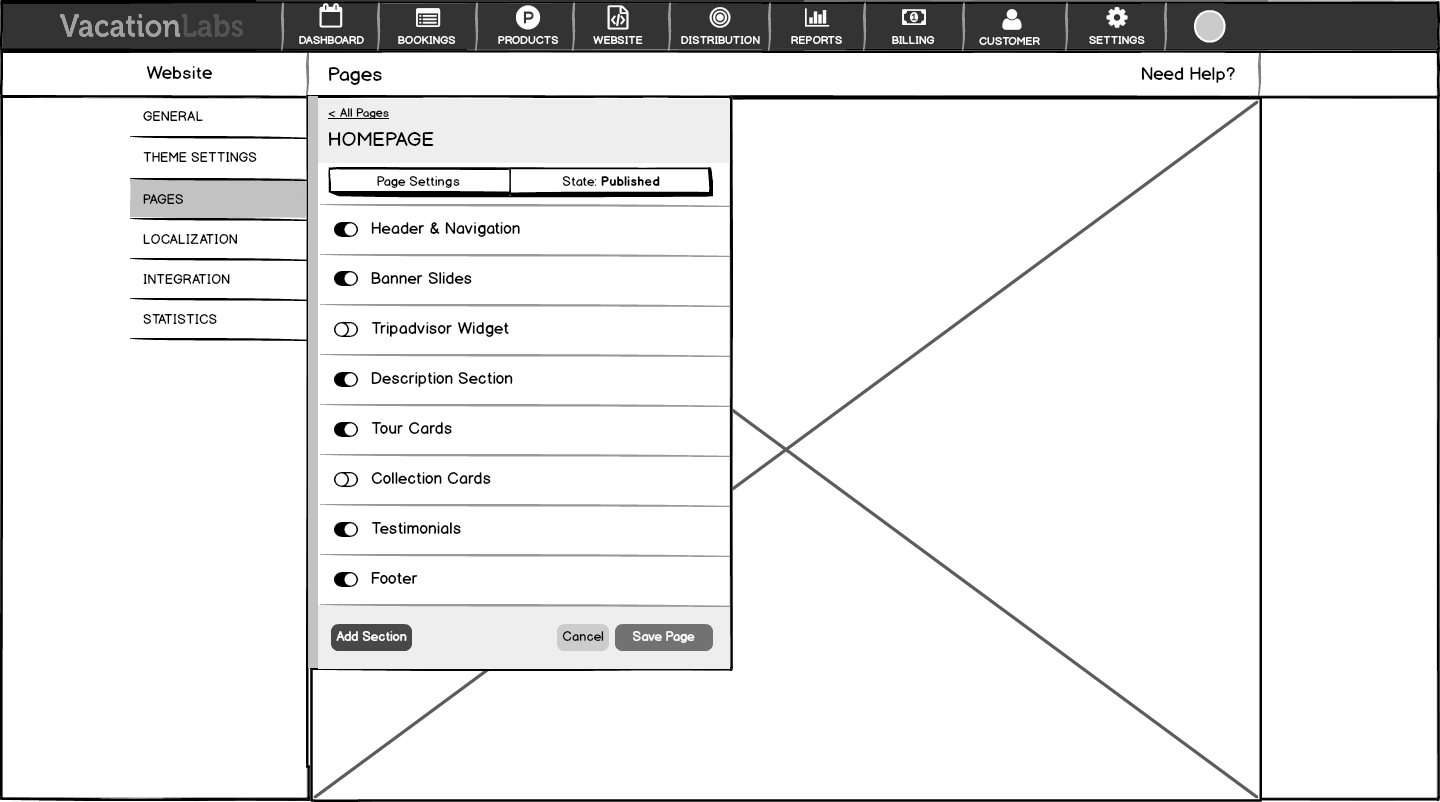 VacationLabs
DASHBOARD
BOOKINGS
PRODUCTS
WEBSITE
DISTRIBUTION
REPORTS
BILLING
CUSTOMER
SETTINGS
Website
Pages
Need Help?
GENERAL
THEME SETTINGS
PAGES
LOCALIZATION
INTEGRATION
STATISTICS
< All Pages
HOMEPAGE
Page Settings
State: Published
Header & Navigation
Banner Slides
Tripadvisor Widget
Description Section
Tour Cards
Collection Cards
Testimonials
Footer
Add Section
Cancel
Save Page